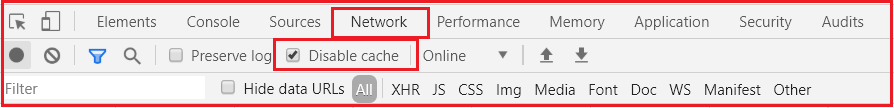 Elements Console Sources Network Performance Memory Application Security Audits
Preserve log Disable cache Online
Filter Hide data URLs All XHR JS CSS Img Media Font Doc WS Manifest Other